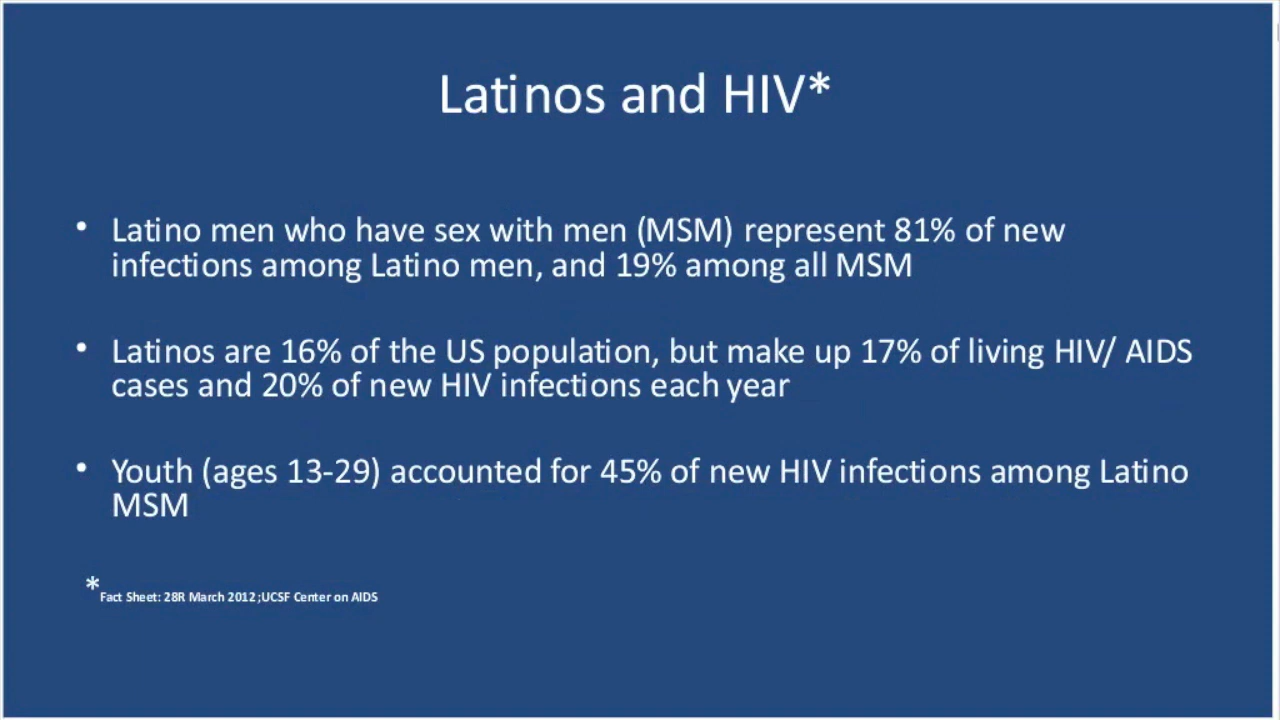 Latinos and HIV*
• Latino men who have sex with men (MSM) represent 81% of new
infections among Latino men, and 19% among all MSM
• Latinos are 16% of the US population, but make up 17% of living HIV/ AIDS
cases and 20% of new HIV infections each year
• Youth (ages 13-29) accounted for 45% of new HIV infections among Latino
MSM
*Fact Sheet: 28R March 2012;UCSF Center on AIDS